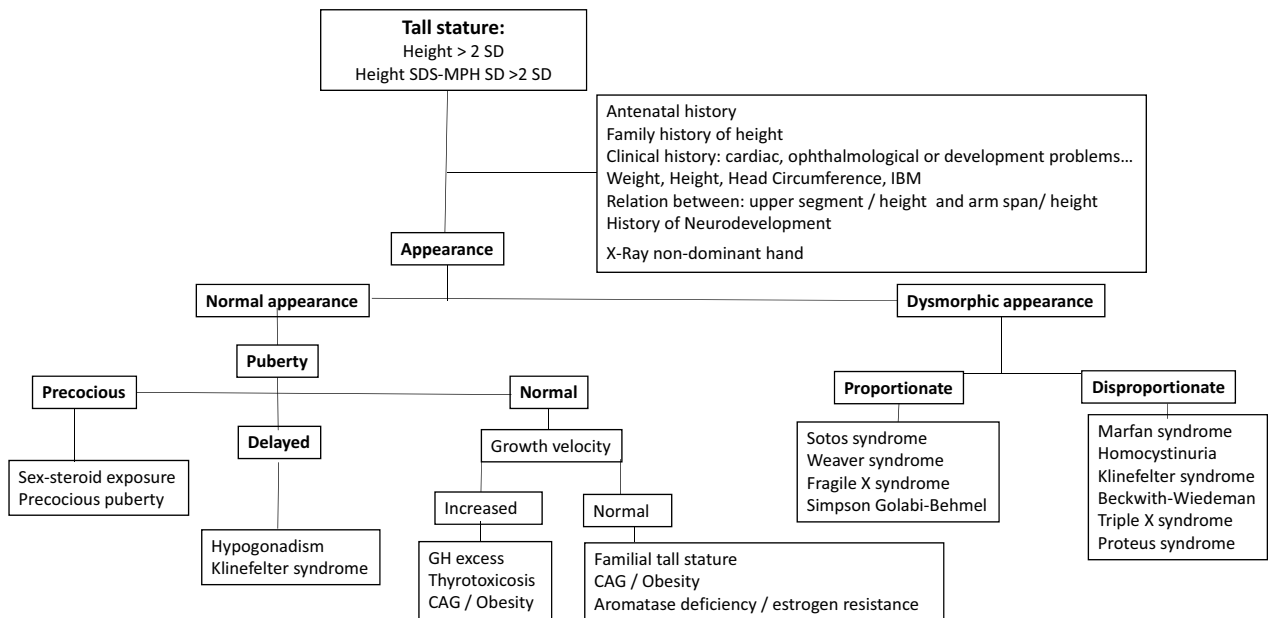 Tall stature:
Height > 2 SD
Height SDS-MPH SD >2 SD
Antenatal history
Family history of height
Clinical history: cardiac, ophthalmological or development problems...
Weight, Height, Head Circumference, IBM
Relation between: upper segment / height and arm span/ height
History of Neurodevelopment
X-Ray non-dominant hand
Appearance
Normal appearance
Dysmorphic appearance
Puberty
Precocious
Normal
Proportionate
Disproportionate
Delayed
Growth velocity
Sex-steroid exposure
Precocious puberty
Increased
Normal
Hypogonadism
Klinefelter syndrome
GH excess
Thyrotoxicosis
CAG / Obesity
Familial tall stature
CAG / Obesity
Aromatase deficiency / estrogen resistance
Sotos syndrome
Weaver syndrome
Fragile X syndrome
Simpson Golabi-Behmel
Marfan syndrome
Homocystinuria
Klinefelter syndrome
Beckwith-Wiedeman
Triple X syndrome
Proteus syndrome